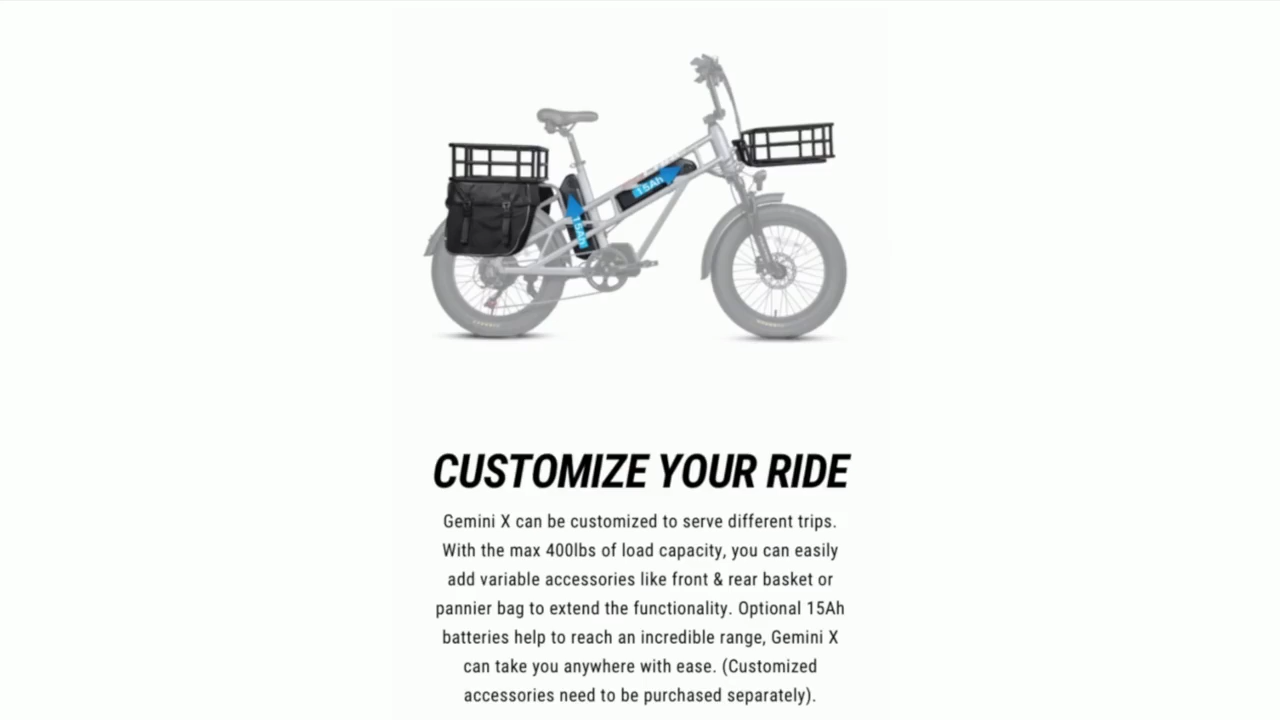 15Ah
15Ah
CUSTOMIZE YOUR RIDE
Gemini X can be customized to serve different trips.
With the max 400lbs of load capacity, you can easily
add variable accessories like front & rear basket or
pannier bag to extend the functionality. Optional 15Ah
batteries help to reach an incredible range, Gemini X
can take you anywhere with ease. (Customized
accessories need to be purchased separately).